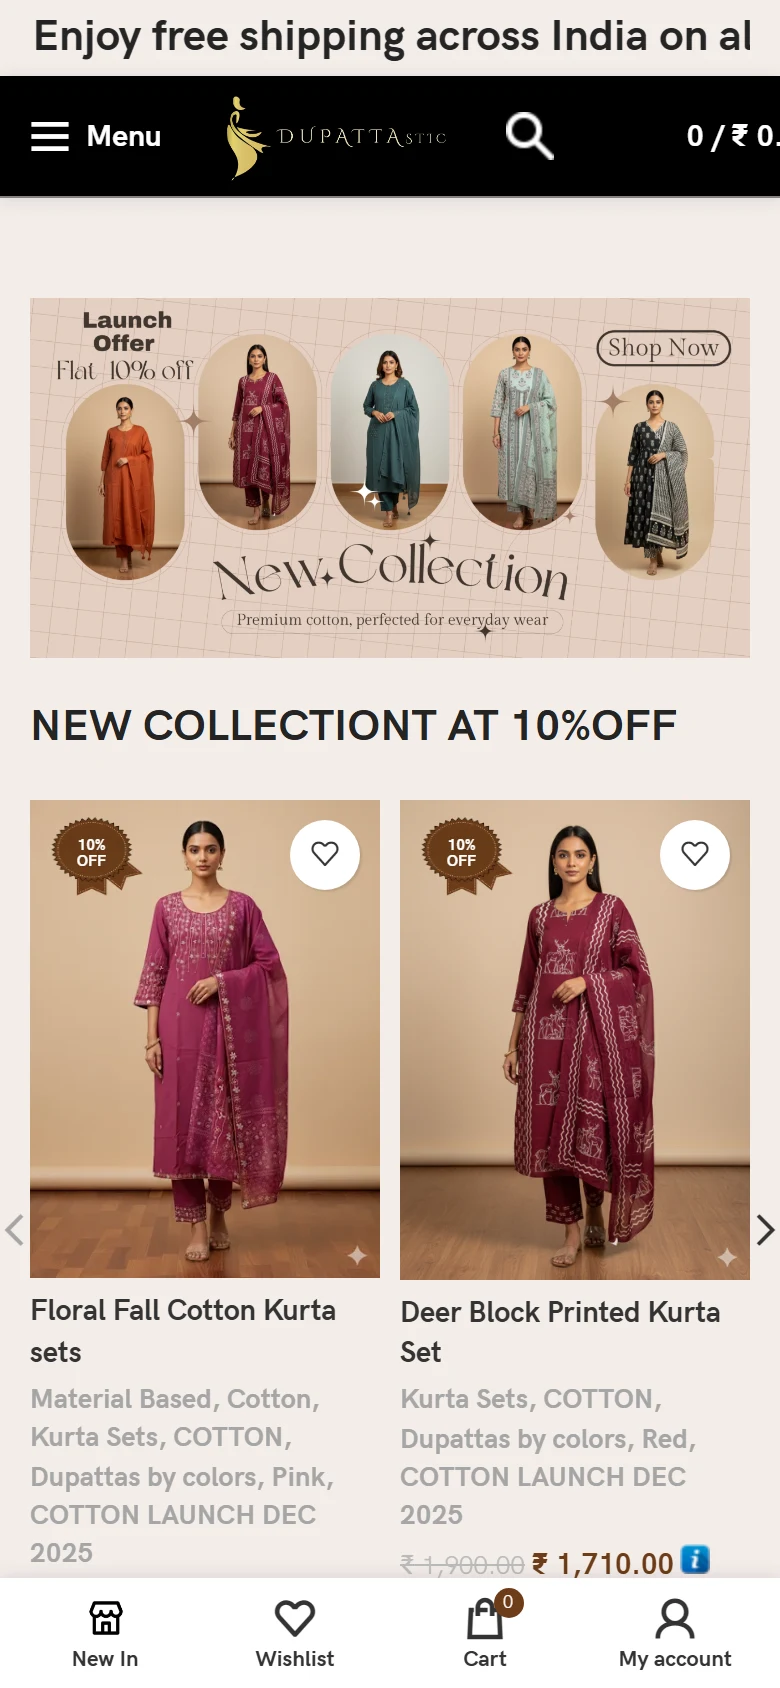 Enjoy free shipping across India on al
Menu
DUPATTASTIC
0 / ₹ 0.
Launch
Offer
Flat 10% off
Shop Now
New Collection
Premium cotton, perfected for everyday wear
NEW COLLECTIONT AT 10%OFF
10%
OFF
10%
OFF
Floral Fall Cotton Kurta
sets
Material Based, Cotton,
Kurta Sets, COTTON,
Dupattas by colors, Pink,
COTTON LAUNCH DEC
2025
Deer Block Printed Kurta
Set
Kurta Sets, COTTON,
Dupattas by colors, Red,
COTTON LAUNCH DEC
2025
₹ 1,900.00 ₹ 1,710.00 i
New In
Wishlist
0
Cart
My account